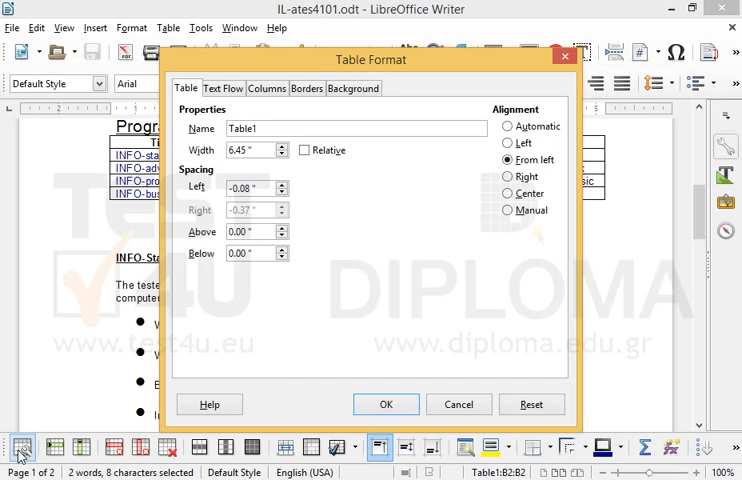 IL-ates4101.odt - LibreOffice Writer
File Edit View Insert Format Table Tools Window Help
Default Style Arial
Table Format
Table Text Flow Columns Borders Background
Properties Alignment
Name Table1 Automatic
Width 6.45 " Relative Left
Spacing From left
Left -0.08 " Right
Right -0.37 " Center
Above 0.00 " Manual
Below 0.00 "
Help OK Cancel Reset
Progra
INFO-sta
INFO-adv
INFO-pro
INFO-bus
INFO-Sta
The teste
compute
TEST
4U
DIPLOMA
www.test4u.eu www.diploma.edu.gr
Page 1 of 2 2 words, 8 characters selected Default Style English (USA) Table1:B2:B2 100%